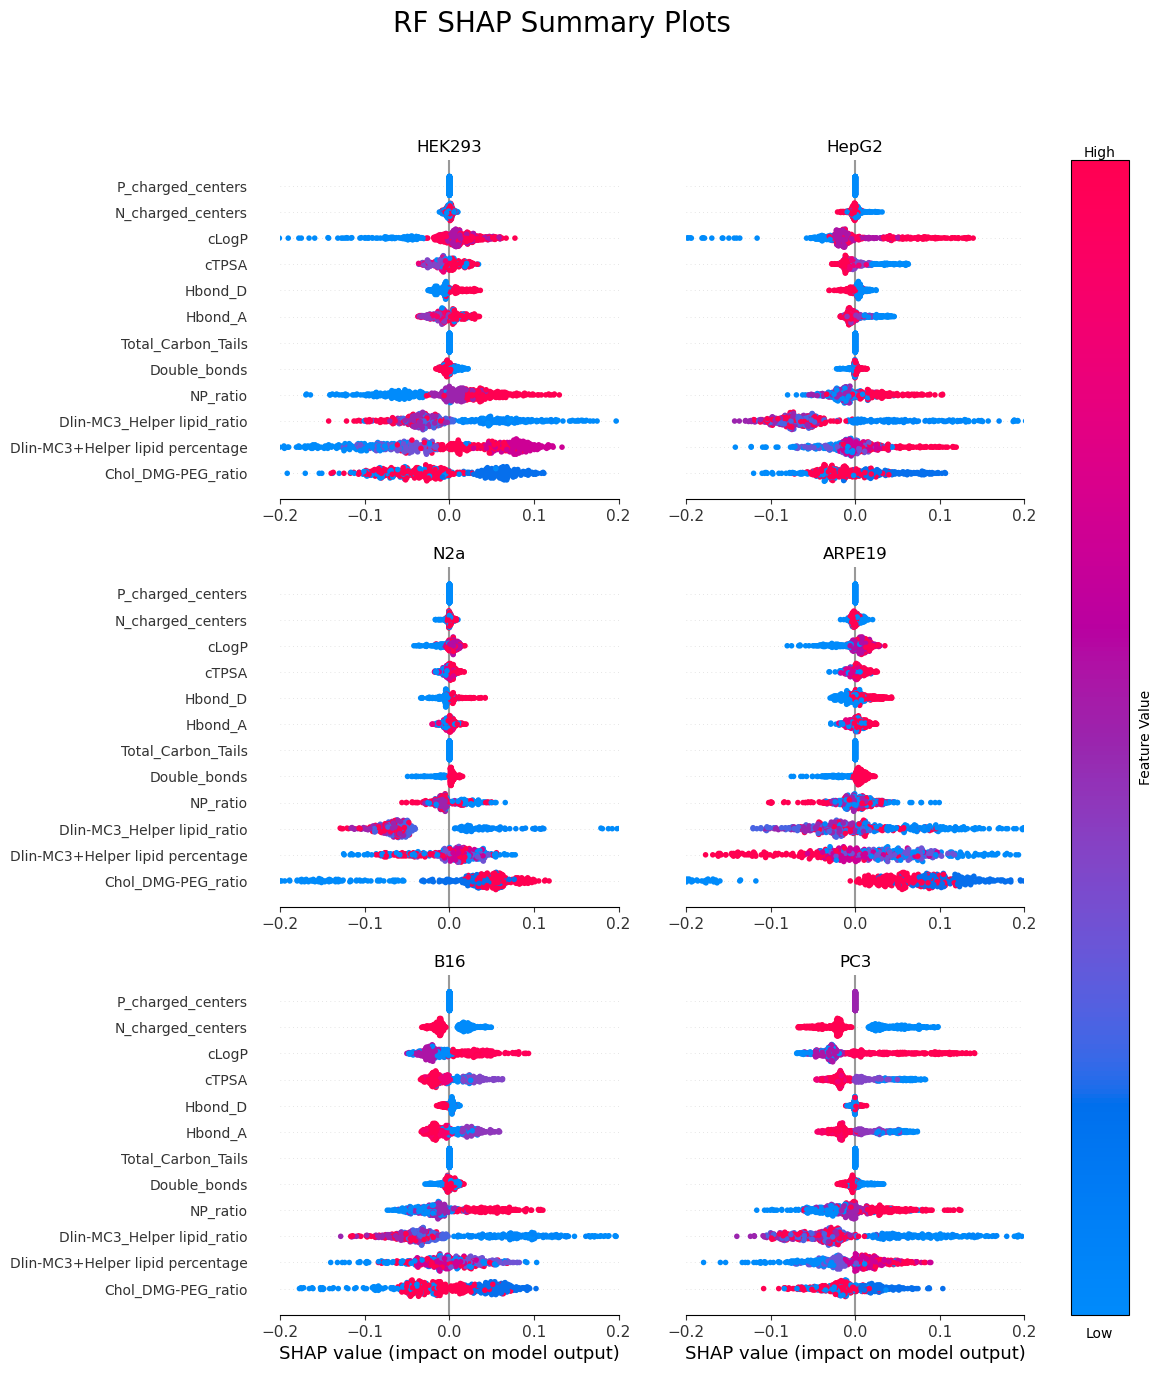 RF SHAP Summary Plots
HEK293
HepG2
High
P_charged_centers
N_charged_centers
cLogP
cTPSA
Hbond_D
Hbond_A
Total_Carbon_Tails
Double_bonds
NP_ratio
Dlin-MC3_Helper lipid_ratio
Dlin-MC3+Helper lipid percentage
Chol_DMG-PEG_ratio
−0.2 −0.1 0.0 0.1 0.2
−0.2 −0.1 0.0 0.1 0.2
N2a
ARPE19
P_charged_centers
N_charged_centers
cLogP
cTPSA
Hbond_D
Hbond_A
Total_Carbon_Tails
Double_bonds
NP_ratio
Dlin-MC3_Helper lipid_ratio
Dlin-MC3+Helper lipid percentage
Chol_DMG-PEG_ratio
−0.2 −0.1 0.0 0.1 0.2
−0.2 −0.1 0.0 0.1 0.2
Feature Value
B16
PC3
P_charged_centers
N_charged_centers
cLogP
cTPSA
Hbond_D
Hbond_A
Total_Carbon_Tails
Double_bonds
NP_ratio
Dlin-MC3_Helper lipid_ratio
Dlin-MC3+Helper lipid percentage
Chol_DMG-PEG_ratio
−0.2 −0.1 0.0 0.1 0.2
−0.2 −0.1 0.0 0.1 0.2
Low
SHAP value (impact on model output)
SHAP value (impact on model output)